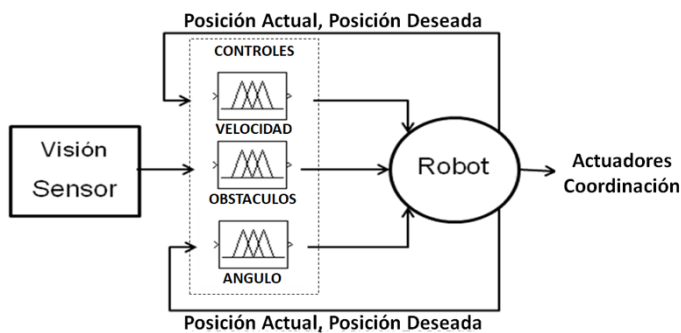 Posición Actual, Posición Deseada
CONTROLES
VELOCIDAD
Visión
Sensor
OBSTACULOS
Robot
Actuadores
Coordinación
ANGULO
Posición Actual, Posición Deseada